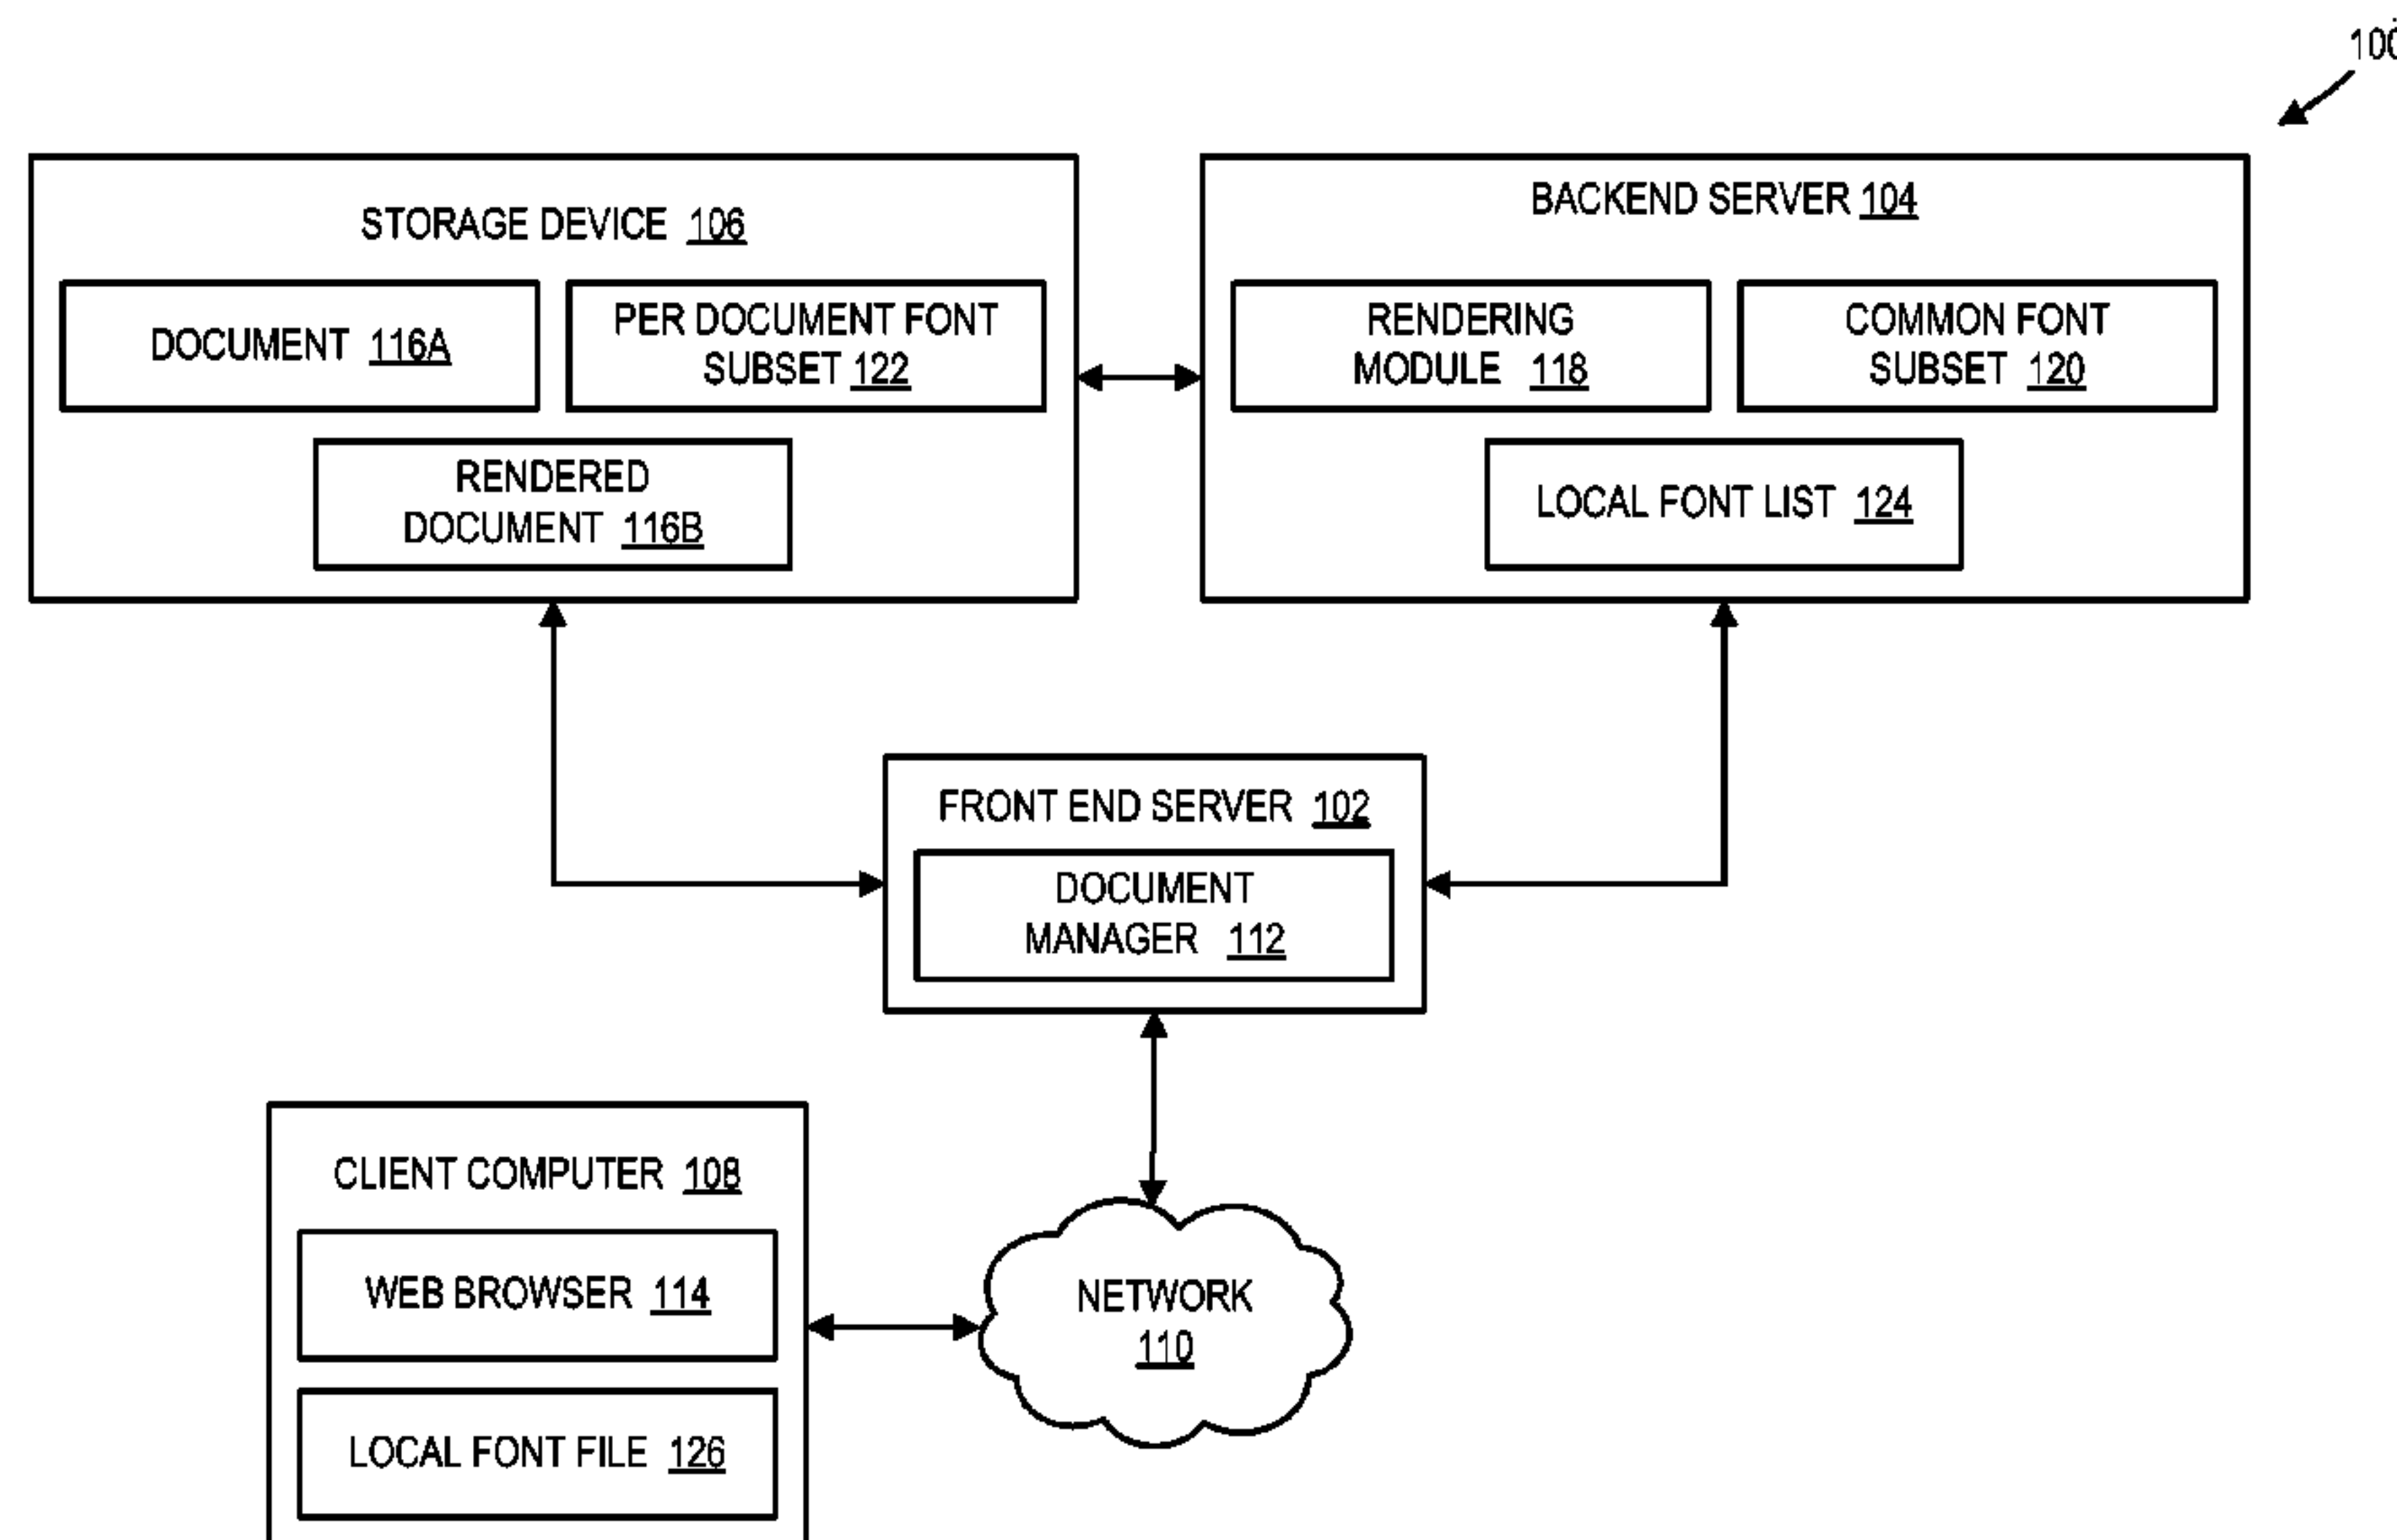 100
STORAGE DEVICE 106
DOCUMENT 116A
PER DOCUMENT FONT
SUBSET 122
RENDERED
DOCUMENT 116B
BACKEND SERVER 104
RENDERING
MODULE 118
COMMON FONT
SUBSET 120
LOCAL FONT LIST 124
FRONT END SERVER 102
DOCUMENT
MANAGER 112
CLIENT COMPUTER 108
WEB BROWSER 114
LOCAL FONT FILE 126
NETWORK
110